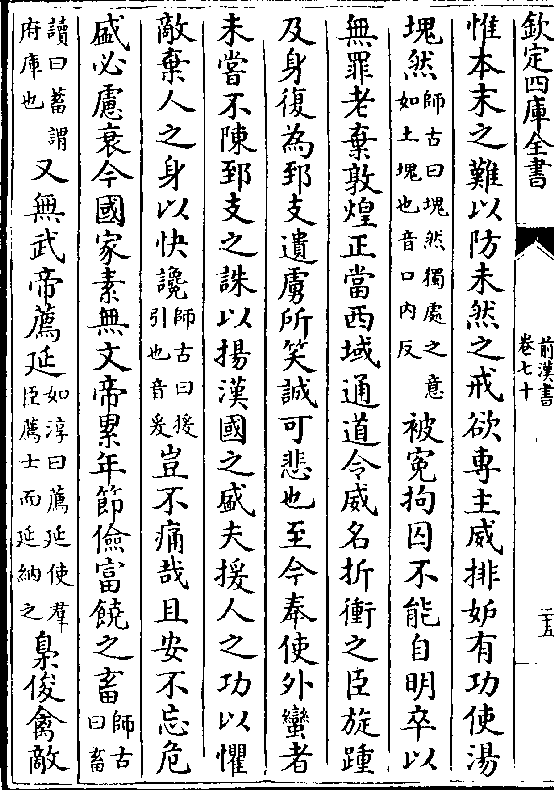 欽定四庫全書
前漢書
卷七十
二五
惟本末之難以防未然之戒欲專主威排妒有功使湯
塊然師古曰塊然獨處之意如土塊也音口内反被冤拘囚不能自明卒以
無罪老棄敦煌正當西域通道令威名折衝之臣旋踵
及身復為郅支遺虜所笑誠可悲也至今奉使外蠻者
未嘗不陳郅支之誅以揚漢國之盛夫援人之功以懼
敵棄人之身以快讒師古曰援引也音爰豈不痛哉且安不忘危
盛必慮衰今國家素無文帝累年節儉富饒之畜師古曰畜
讀曰蓄謂府庫也又無武帝薦延如淳曰薦延使羣臣薦士而延納之梟俊禽敵